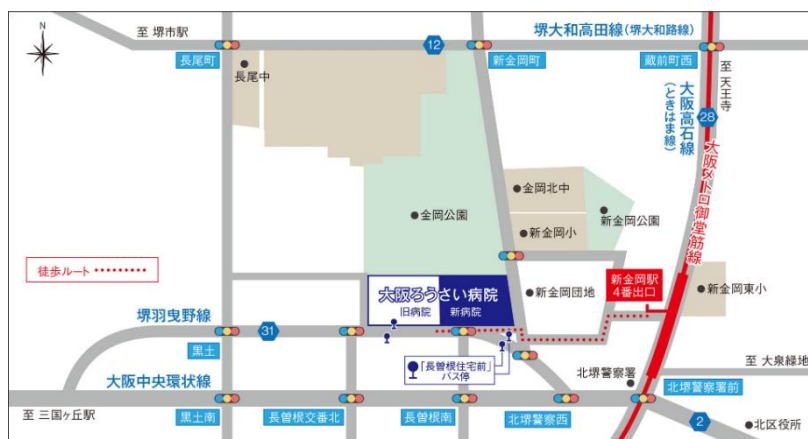 N
至 堺市駅
12
堺大和高田線(堺大和路線)
長尾町
新金岡町
蔵前町西
長尾中
至 天王寺
大阪高石線
(ときはま線)
28
大阪メトロ御堂筋線
金岡北中
金岡公園
新金岡公園
新金岡小
徒歩ルート
新金岡駅
4番出口
大阪ろうさい病院
旧病院
新病院
新金岡団地
新金岡東小
堺羽曳野線
31
黒土
「長曽根住宅前」
バス停
至 大泉緑地
大阪中央環状線
北堺警察署
北堺警察署前
至 三国ヶ丘駅
黒土南
長曽根交番北
長曽根南
北堺警察西
2
北区役所